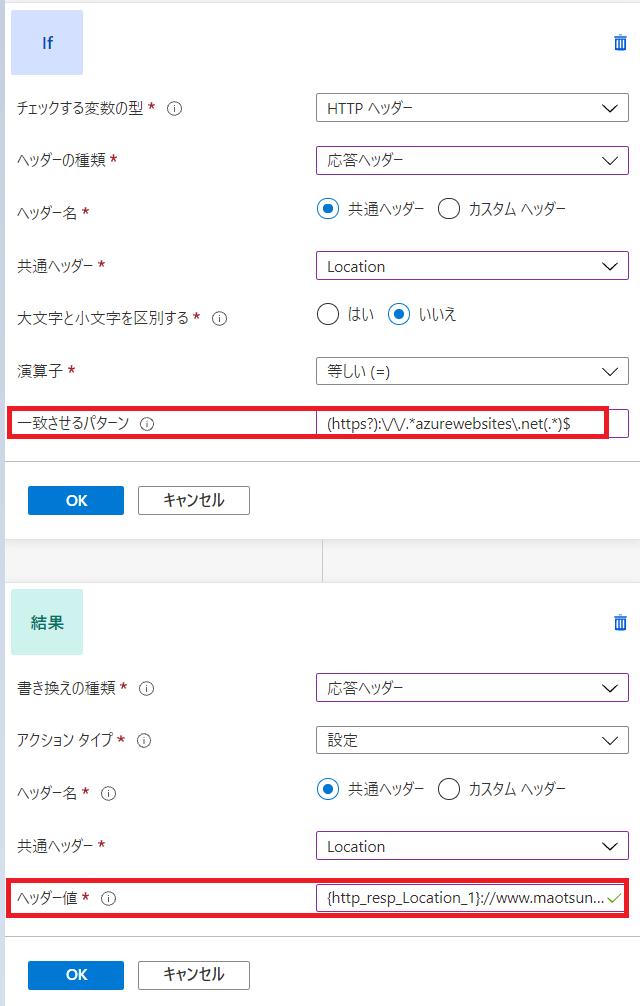 If
チェックする変数の型 *
HTTP ヘッダー
ヘッダーの種類 *
応答ヘッダー
ヘッダー名 *
共通ヘッダー カスタム ヘッダー
共通ヘッダー *
Location
大文字と小文字を区別する *
はい いいえ
演算子 *
等しい (=)
一致させるパターン
(https?):\/\/.*azurewebsites\.net(.*)$
OK キャンセル
結果
書き換えの種類 *
応答ヘッダー
アクション タイプ *
設定
ヘッダー名 *
共通ヘッダー カスタム ヘッダー
共通ヘッダー *
Location
ヘッダー値 *
{http_resp_Location_1}://www.maotsun...
OK キャンセル